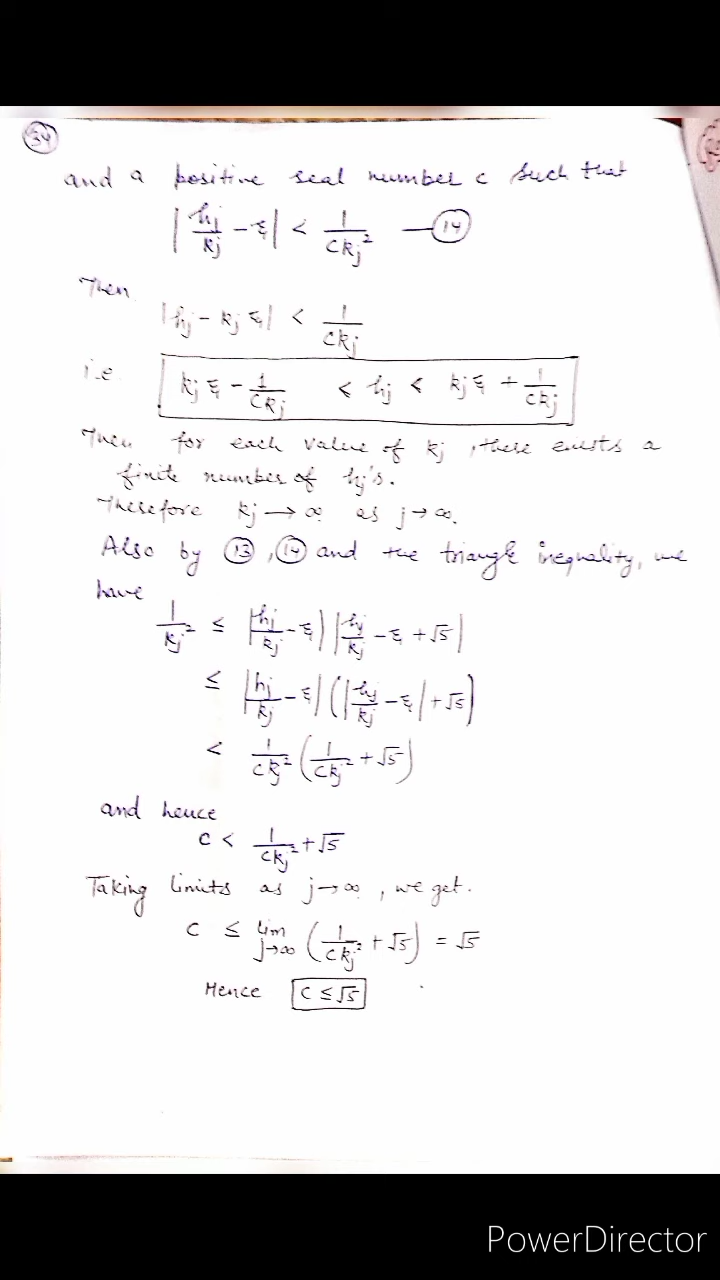 34
and a positive real number c such that
|hj/kj - ξ| < 1/ckj² — 14
Then
|hj - kj ξ| < 1/ckj
i.e kj ξ - 1/ckj < hj < kj ξ + 1/ckj
Then for each value of kj, there exists a
finite number of hj's.
Therefore kj → ∞ as j → ∞.
Also by 13, 14 and the triangle inequality, we
have
1/kj² ≤ |hj/kj - ξ| |hj/kj - ξ + √5|
≤ |hj/kj - ξ| (|hj/kj - ξ| + √5)
< 1/ckj² (1/ckj² + √5)
and hence
c < 1/ckj² + √5
Taking limits as j → ∞, we get.
c ≤ lim j→∞ (1/ckj² + √5) = √5
Hence c ≤ √5
PowerDirector